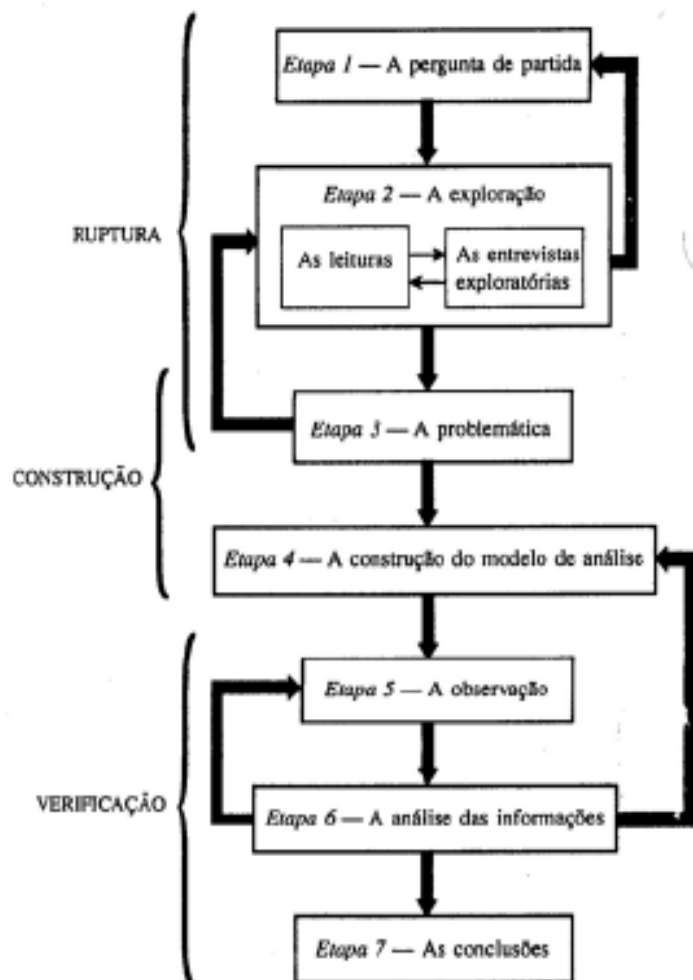 Etapa 1 — A pergunta de partida
Etapa 2 — A exploração
RUPTURA
As leituras
As entrevistas
exploratórias
Etapa 3 — A problemática
CONSTRUÇÃO
Etapa 4 — A construção do modelo de análise
Etapa 5 — A observação
VERIFICAÇÃO
Etapa 6 — A análise das informações
Etapa 7 — As conclusões